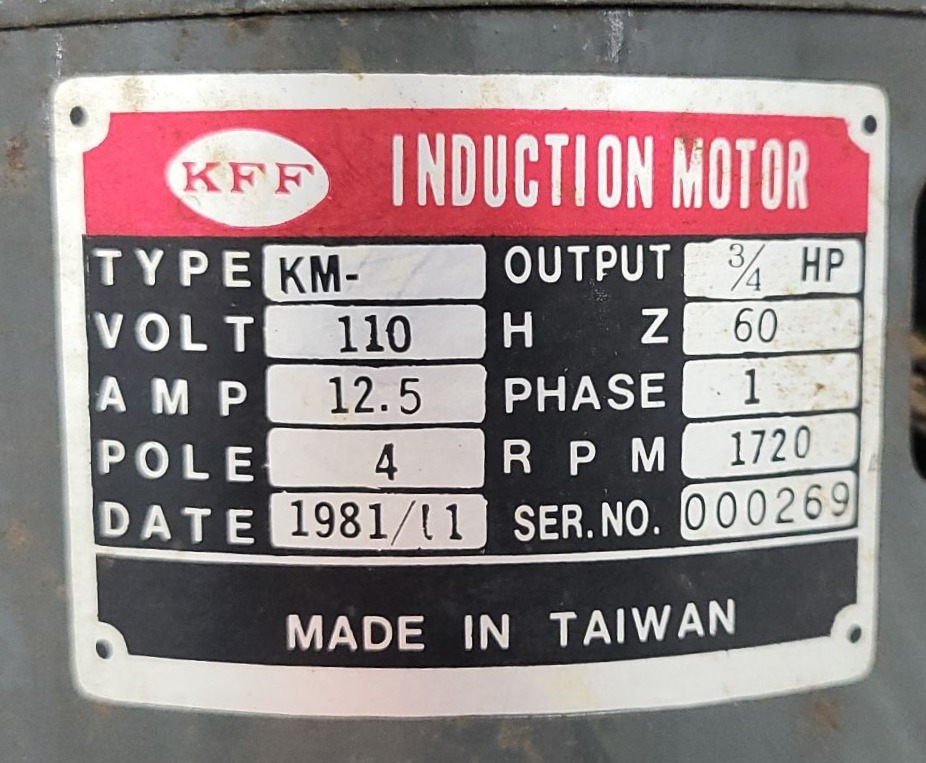 KFF INDUCTION MOTOR
TYPE KM- OUTPUT 3/4 HP
VOLT 110 HZ 60
AMP 12.5 PHASE 1
POLE 4 RPM 1720
DATE 1981/11 SER.NO. 000269
MADE IN TAIWAN